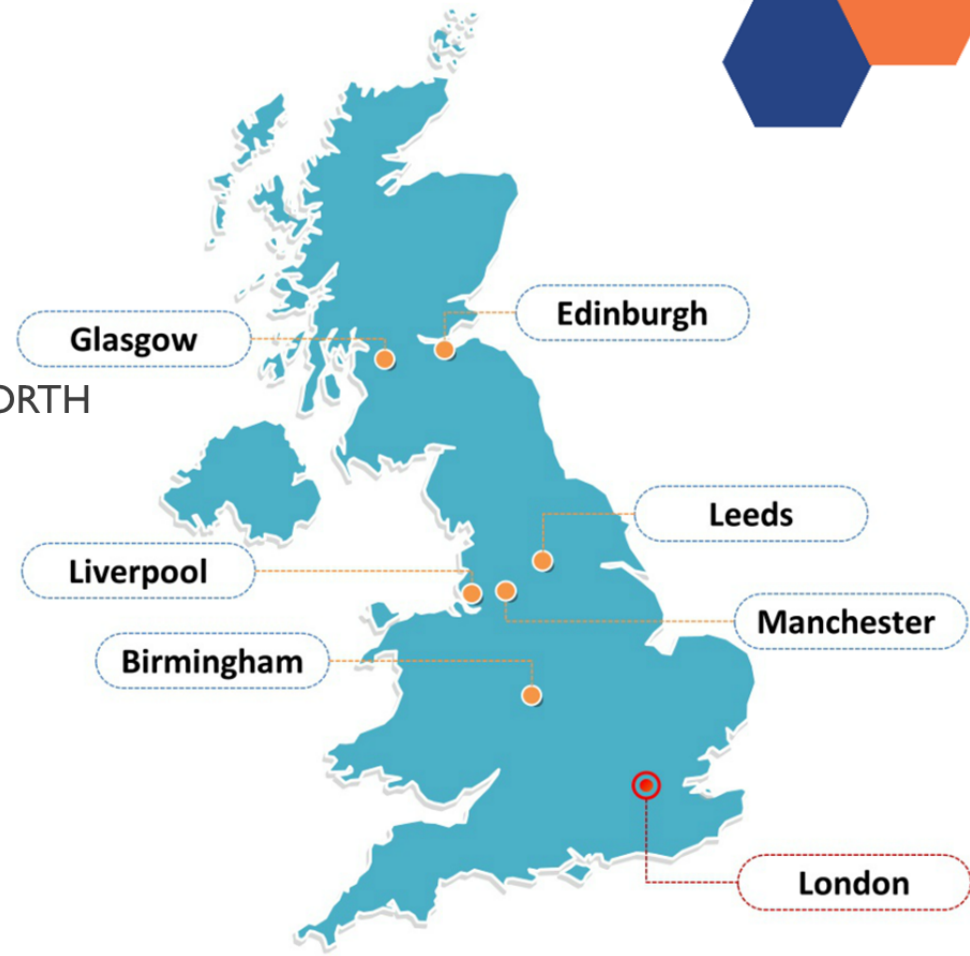 Edinburgh
Glasgow
ORTH
Leeds
Liverpool
Manchester
Birmingham
London